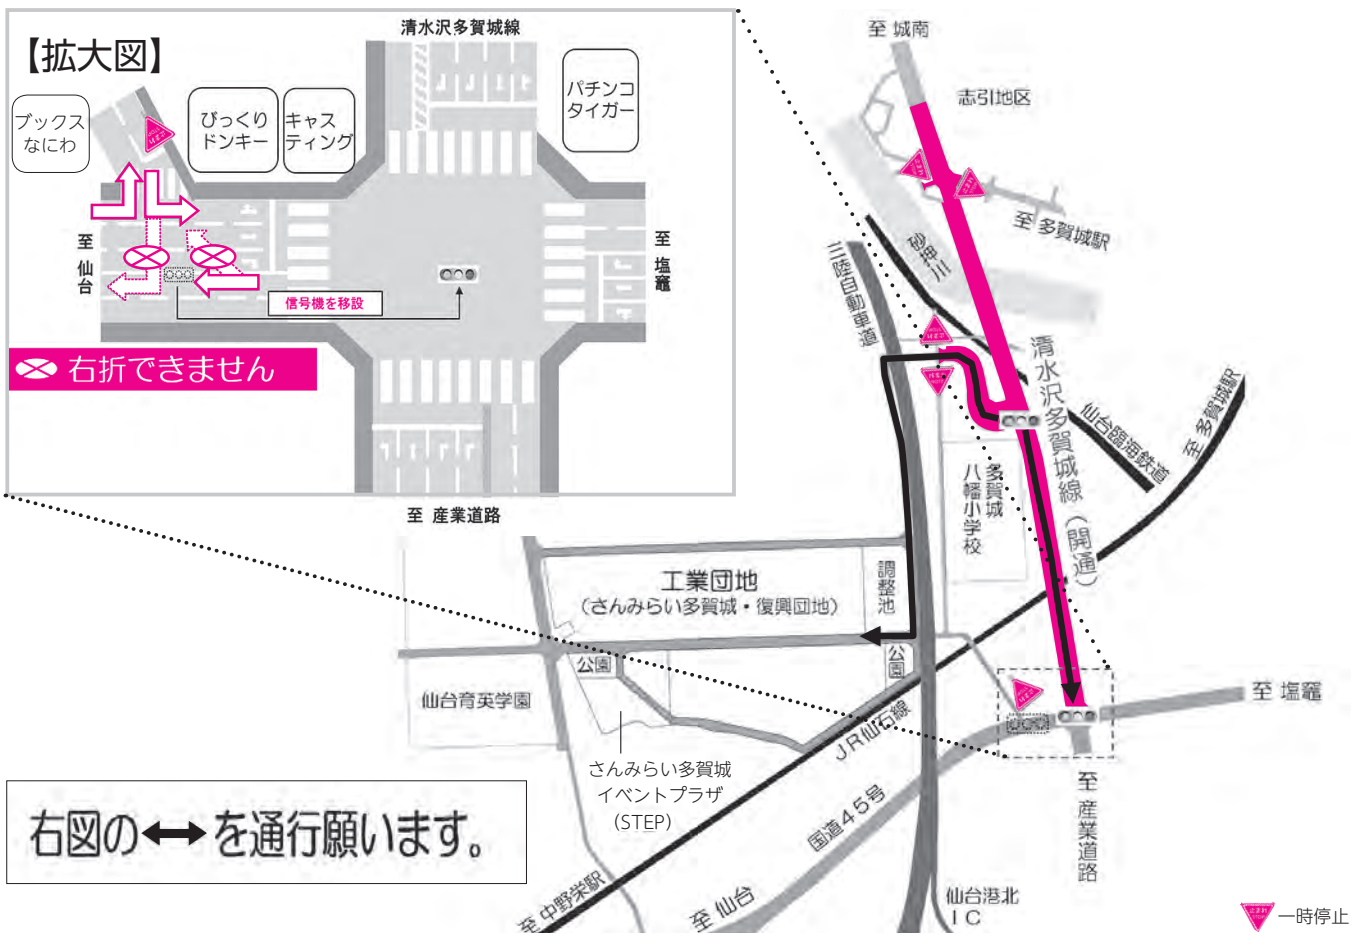 清水沢多賀城線
【拡大図】
ブックス
なにわ
びっくり
ドンキー
キャス
ティング
パチンコ
タイガー
至
仙
台
至
塩
竈
信号機を移設
右折できません
至 産業道路
至 城南
志引地区
至 多賀城駅
砂押川
三陸自動車道
清水沢多賀城線(開通)
仙台臨海鉄道
至 多賀城駅
多賀城
八幡小学校
調整池
工業団地
(さんみらい多賀城・復興団地)
公園
公園
仙台育英学園
さんみらい多賀城
イベントプラザ
(STEP)
JR仙石線
国道45号
至 塩竈
至 産業道路
至 中野栄駅
至 仙台
仙台港北
IC
右図の↔を通行願います。
一時停止